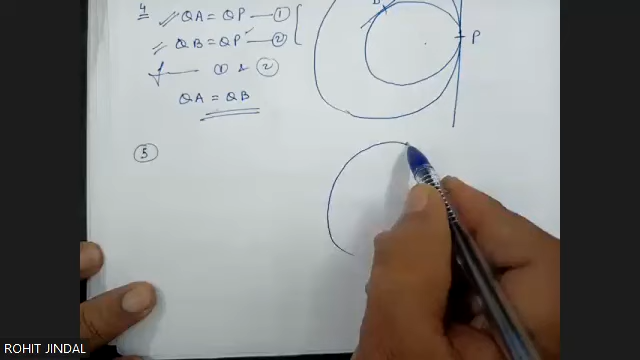 4 QA = QP — ①
QB = QP — ②
f — ① & ②
QA = QB
B
P
⑤
ROHIT JINDAL